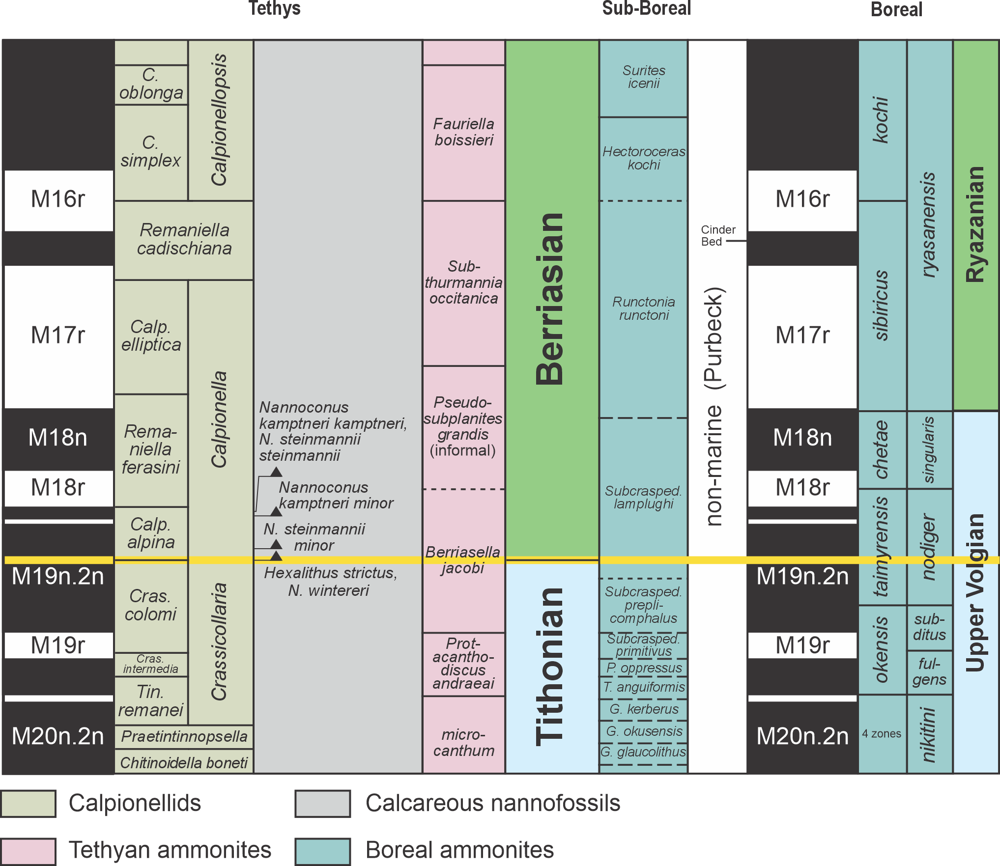 Tethys
Sub-Boreal
Boreal
M16r
M17r
M18n
M18r
M19n.2n
M19r
M20n.2n
C.
oblonga
C.
simplex
Remaniella
cadischiana
Calp.
elliptica
Rema-
niella
ferasini
Calp.
alpina
Cras.
colomi
Cras.
intermedia
Tin.
remanei
Praetintinnopsella
Chitinoidella boneti
Calpionellopsis
Calpionella
Crassicollaria
Nannoconus
kamptneri kamptneri,
N. steinmannii
steinmannii
Nannoconus
kamptneri minor
N. steinmannii
minor
Hexalithus strictus,
N. wintereri
Fauriella
boissieri
Sub-
thurmannia
occitanica
Pseudo-
subplanites
grandis
(informal)
Berriasella
jacobi
Prot-
acantho-
discus
andraeai
micro-
canthum
Berriasian
Tithonian
Surites
icenii
Hectoroceras
kochi
Runctonia
runctoni
Subcrasped.
lamplughi
Subcrasped.
prepli-
comphalus
Subcrasped.
primitivus
P. oppressus
T. anguiformis
G. kerberus
G. okusensis
G. glaucolithus
Cinder
Bed
non-marine (Purbeck)
M16r
M17r
M18n
M18r
M19n.2n
M19r
M20n.2n
kochi
sibiricus
chetae
taimyrensis
okensis
4 zones
ryasanensis
singularis
nodiger
sub-
ditus
ful-
gens
nikitini
Ryazanian
Upper Volgian
Calpionellids
Calcareous nannofossils
Tethyan ammonites
Boreal ammonites